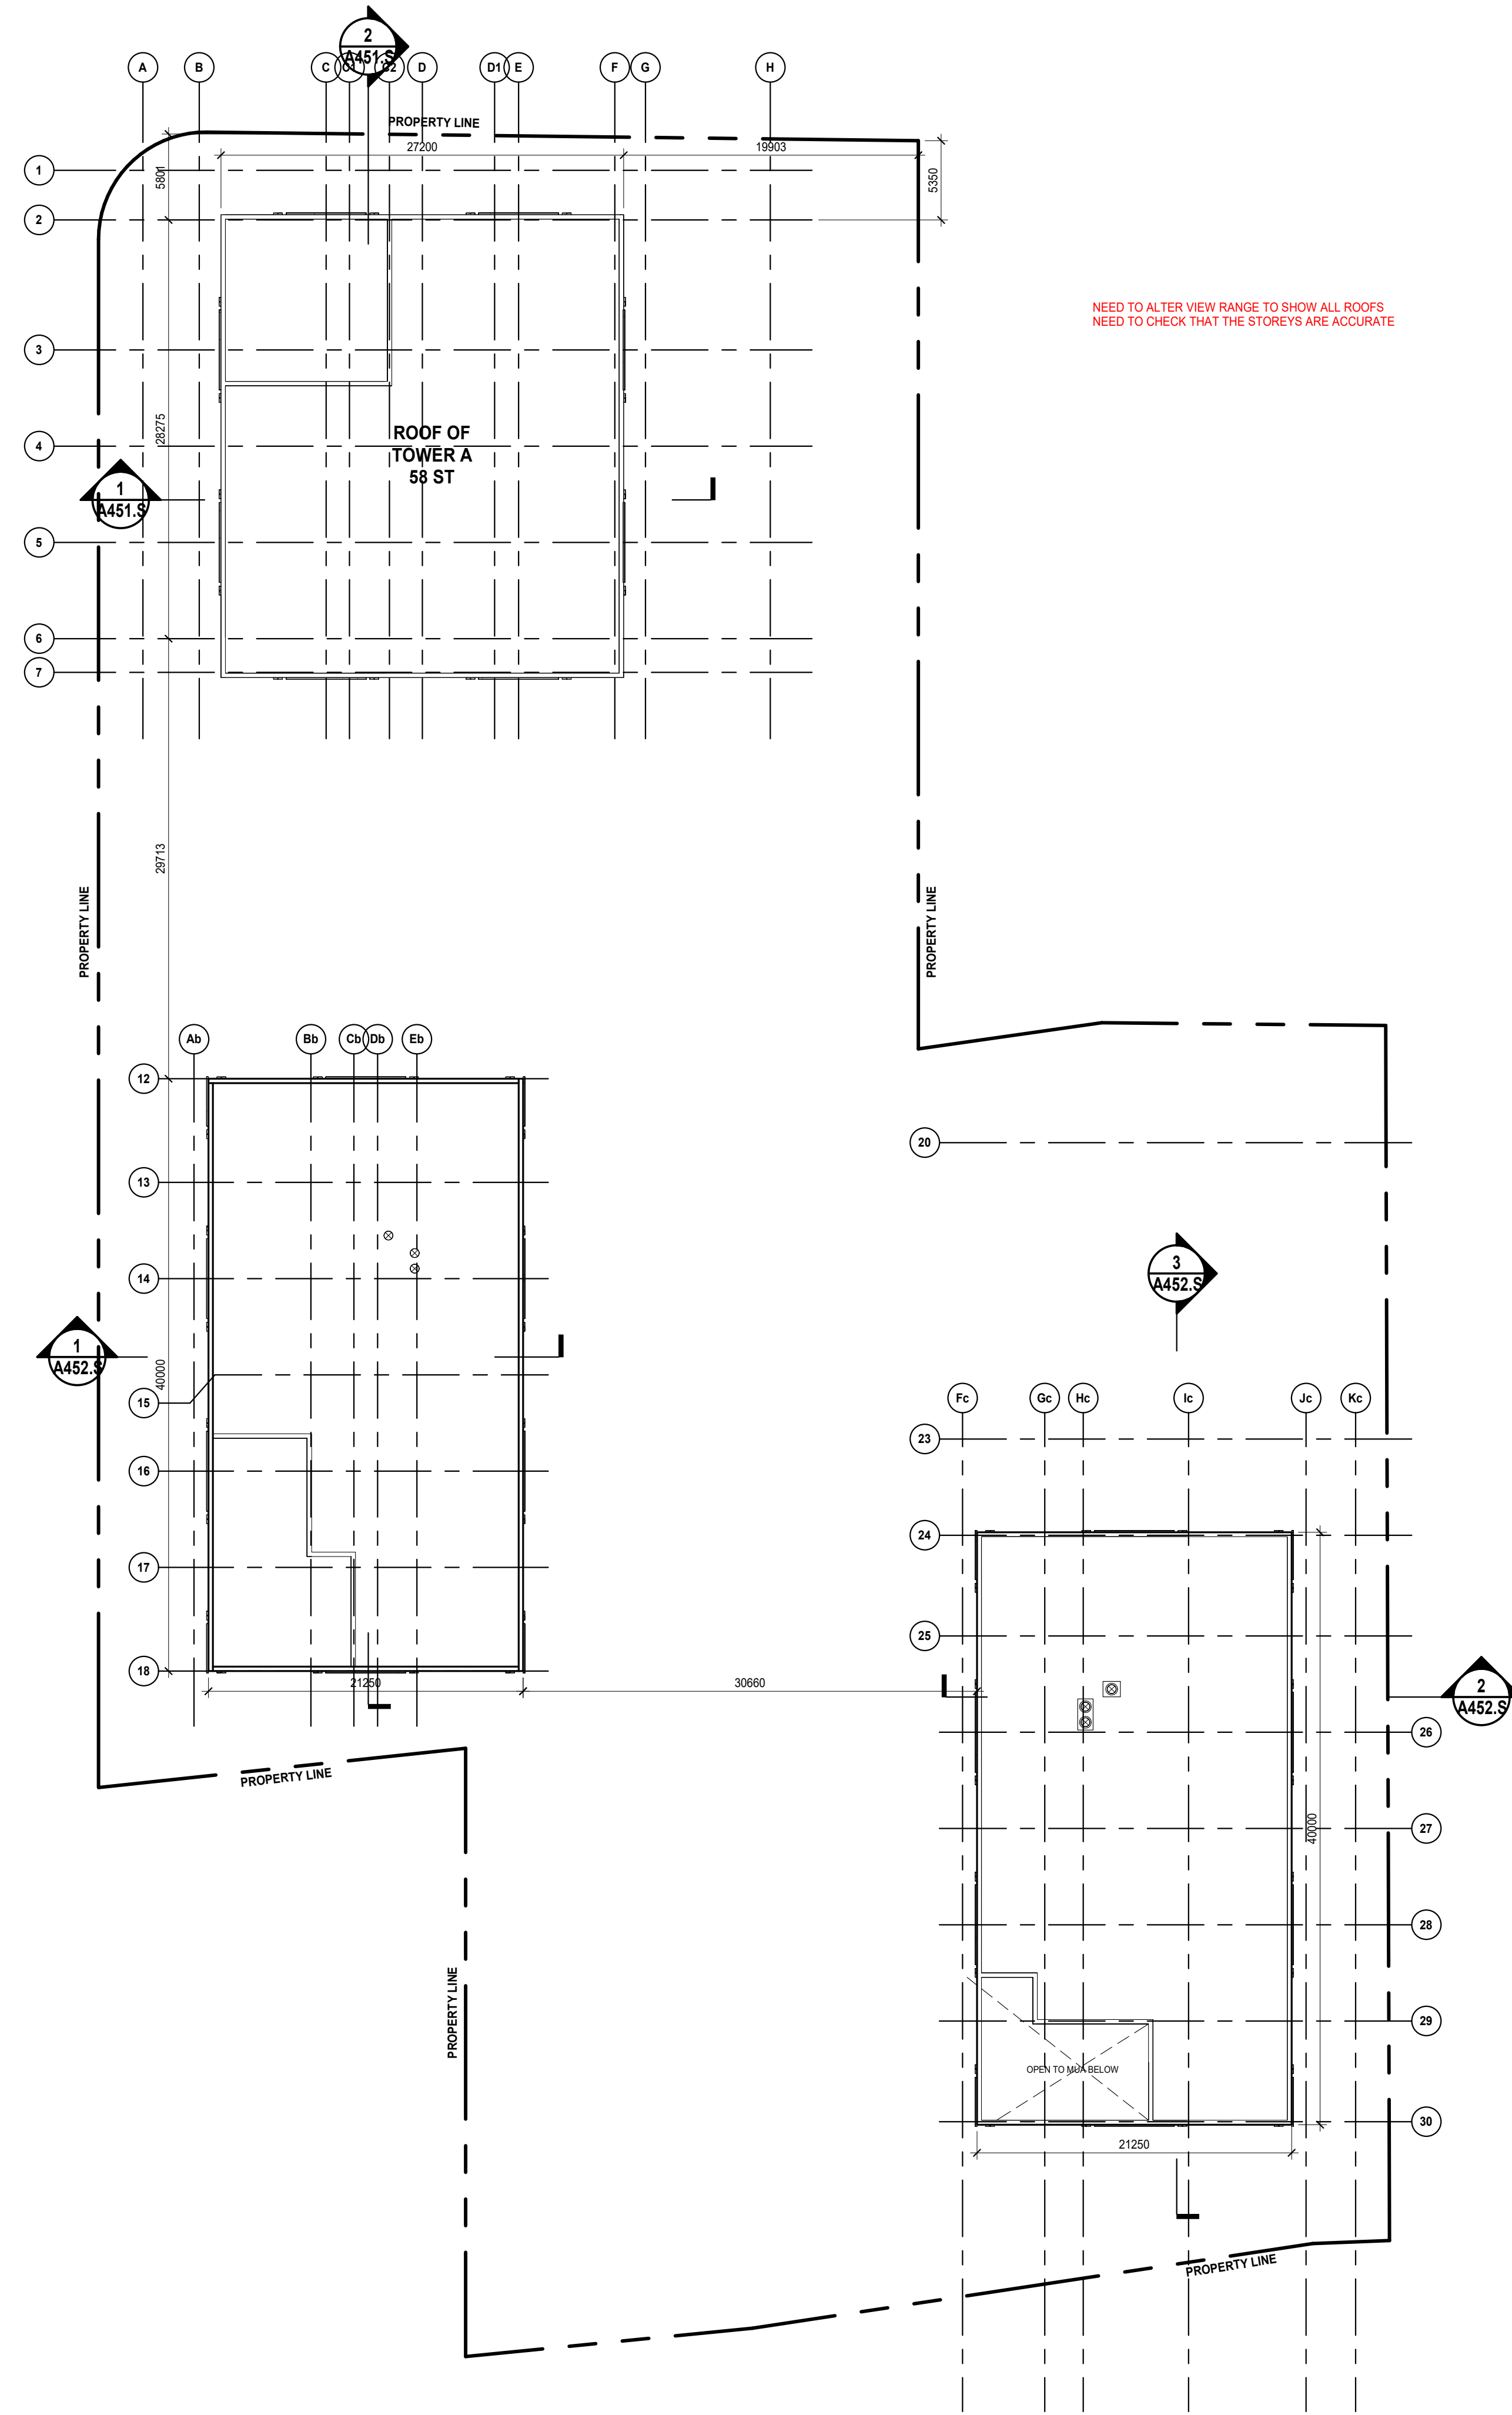 2
A451.S
A
B
C
C1
C2
D
D1
E
F
G
H
PROPERTY LINE
27200
19903
5801
5350
1
2
3
4
5
6
7
NEED TO ALTER VIEW RANGE TO SHOW ALL ROOFS
NEED TO CHECK THAT THE STOREYS ARE ACCURATE
28275
ROOF OF
TOWER A
58 ST
1
A451.S
29713
PROPERTY LINE
PROPERTY LINE
Ab
Bb
Cb
Db
Eb
12
13
14
15
16
17
18
20
3
A452.S
1
A452.S
40000
Fc
Gc
Hc
Ic
Jc
Kc
23
24
25
21250
30660
2
A452.S
26
27
28
29
30
PROPERTY LINE
40000
PROPERTY LINE
OPEN TO MUA BELOW
21250
PROPERTY LINE